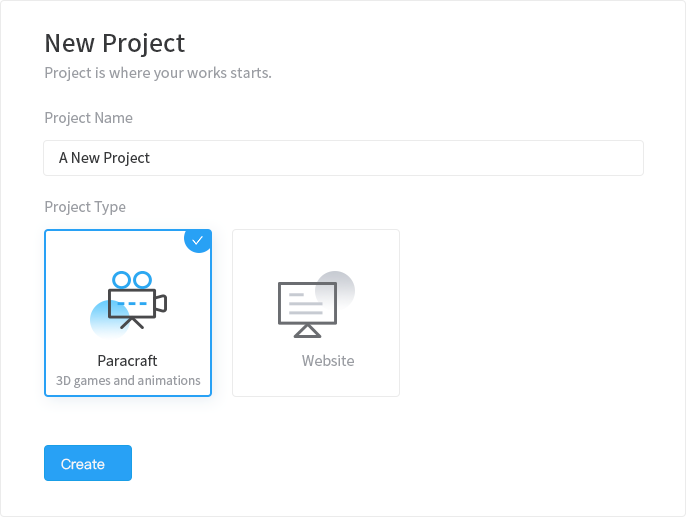 New Project
Project is where your works starts.
Project Name
A New Project
Project Type
Paracraft
3D games and animations
Website
Create